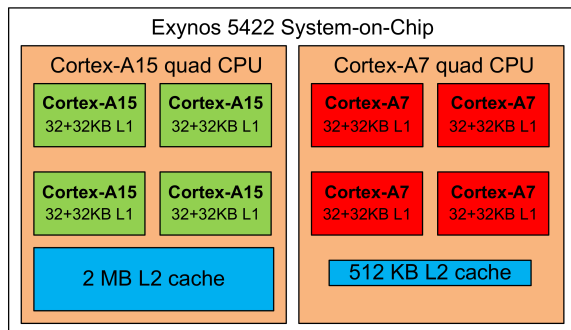 Exynos 5422 System-on-Chip
Cortex-A15 quad CPU
Cortex-A15
32+32KB L1
Cortex-A15
32+32KB L1
Cortex-A15
32+32KB L1
Cortex-A15
32+32KB L1
2 MB L2 cache
Cortex-A7 quad CPU
Cortex-A7
32+32KB L1
Cortex-A7
32+32KB L1
Cortex-A7
32+32KB L1
Cortex-A7
32+32KB L1
512 KB L2 cache